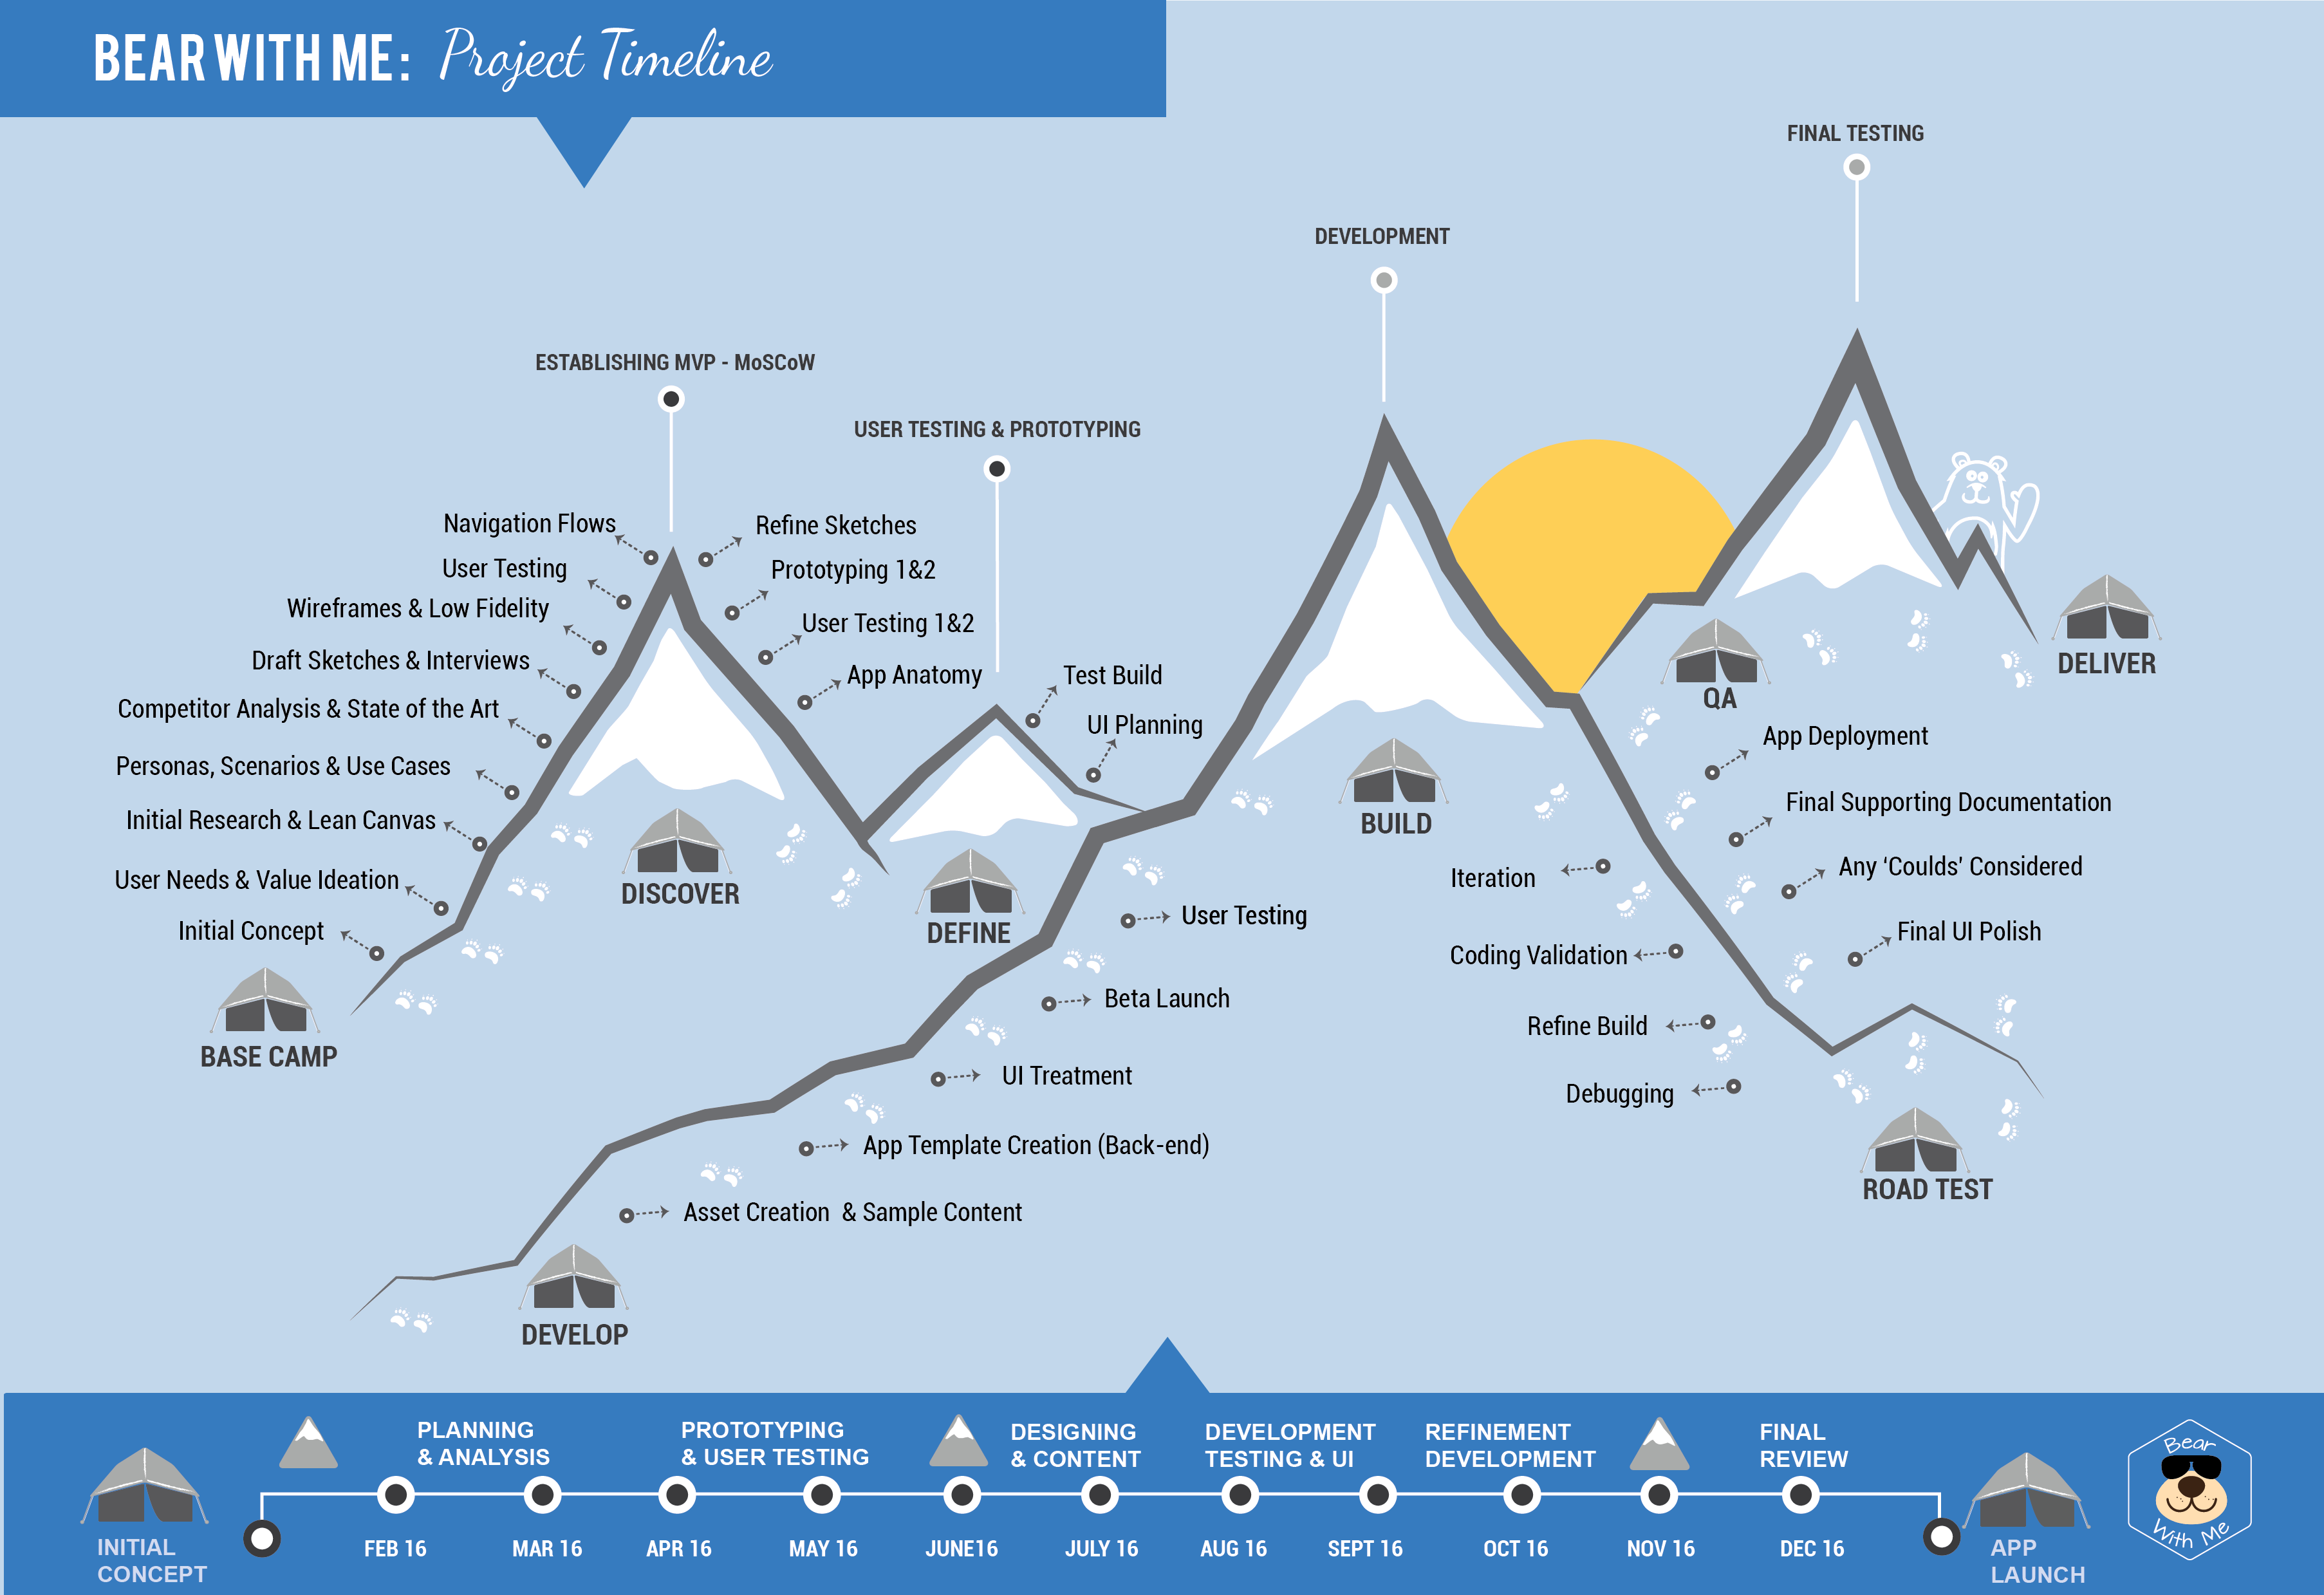 BEAR WITH ME: Project Timeline
FINAL TESTING
DEVELOPMENT
ESTABLISHING MVP - MoSCoW
USER TESTING & PROTOTYPING
Navigation Flows
User Testing
Wireframes & Low Fidelity
Draft Sketches & Interviews
Competitor Analysis & State of the Art
Personas, Scenarios & Use Cases
Initial Research & Lean Canvas
User Needs & Value Ideation
Initial Concept
BASE CAMP
Refine Sketches
Prototyping 1&2
User Testing 1&2
App Anatomy
DISCOVER
Test Build
UI Planning
DEFINE
User Testing
Beta Launch
UI Treatment
App Template Creation (Back-end)
Asset Creation & Sample Content
DEVELOP
BUILD
Iteration
Coding Validation
Refine Build
Debugging
QA
DELIVER
App Deployment
Final Supporting Documentation
Any ‘Coulds’ Considered
Final UI Polish
ROAD TEST
INITIAL
CONCEPT
PLANNING
& ANALYSIS
PROTOTYPING
& USER TESTING
DESIGNING
& CONTENT
DEVELOPMENT
TESTING & UI
REFINEMENT
DEVELOPMENT
FINAL
REVIEW
FEB 16
MAR 16
APR 16
MAY 16
JUNE16
JULY 16
AUG 16
SEPT 16
OCT 16
NOV 16
DEC 16
APP
LAUNCH
Bear
With Me